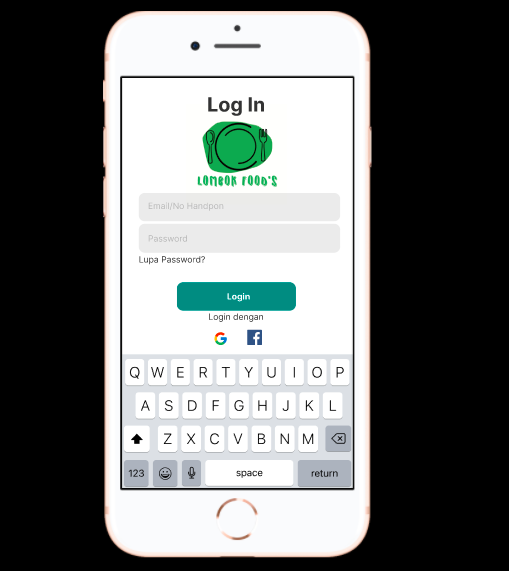 Log In
LOMBOK FOOD'S
Email/No Handpon
Password
Lupa Password?
Login
Login dengan
G f
Q W E R T Y U I O P
A S D F G H J K L
Z X C V B N M
123 space return